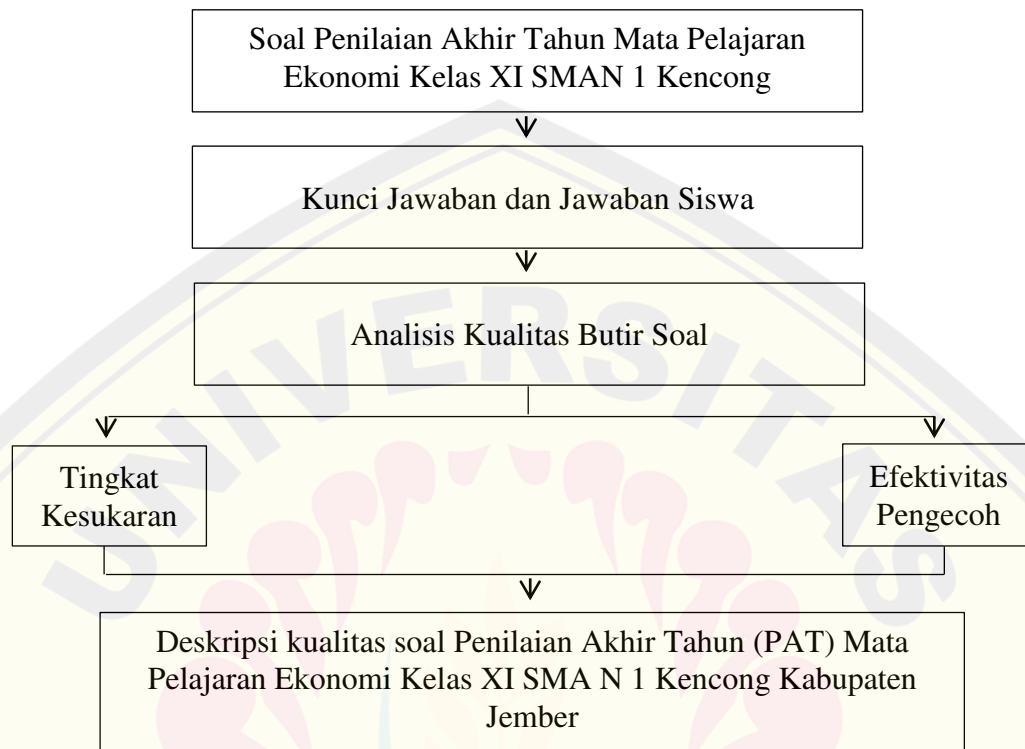 Soal Penilaian Akhir Tahun Mata Pelajaran
Ekonomi Kelas XI SMAN 1 Kencong
Kunci Jawaban dan Jawaban Siswa
Analisis Kualitas Butir Soal
Tingkat
Kesukaran
Efektivitas
Pengecoh
Deskripsi kualitas soal Penilaian Akhir Tahun (PAT) Mata
Pelajaran Ekonomi Kelas XI SMA N 1 Kencong Kabupaten
Jember
UNIVERSITAS